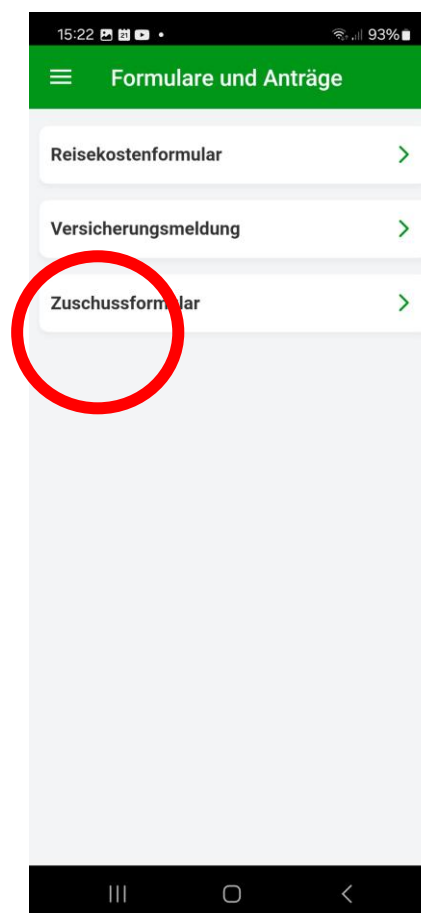 15:22 93%
Formulare und Anträge
Reisekostenformular
Versicherungsmeldung
Zuschussformular